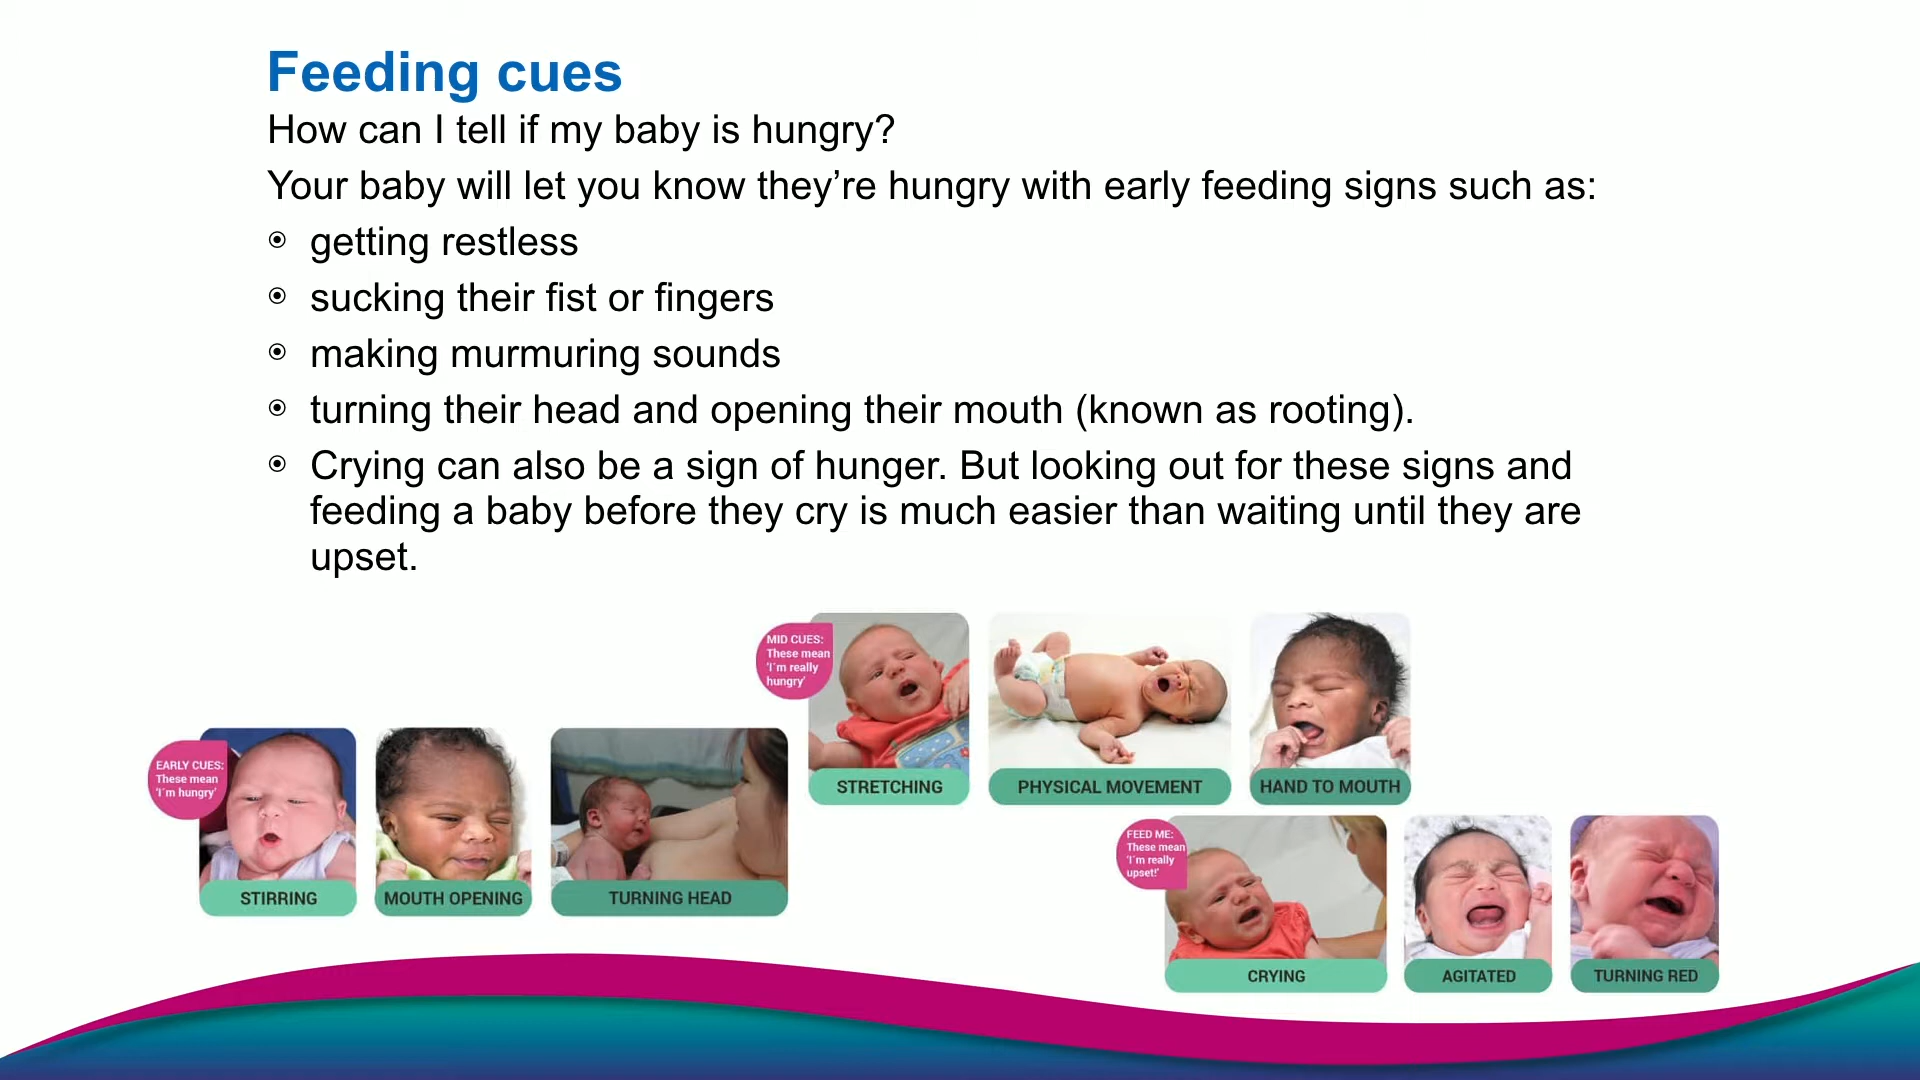 Feeding cues
How can I tell if my baby is hungry?
Your baby will let you know they’re hungry with early feeding signs such as:
getting restless
sucking their fist or fingers
making murmuring sounds
turning their head and opening their mouth (known as rooting).
Crying can also be a sign of hunger. But looking out for these signs and
feeding a baby before they cry is much easier than waiting until they are
upset.
EARLY CUES:
These mean
‘I´m hungry’
STIRRING
MOUTH OPENING
TURNING HEAD
MID CUES:
These mean
‘I´m really
hungry’
STRETCHING
PHYSICAL MOVEMENT
HAND TO MOUTH
FEED ME:
These mean
‘I´m really
upset!’
CRYING
AGITATED
TURNING RED